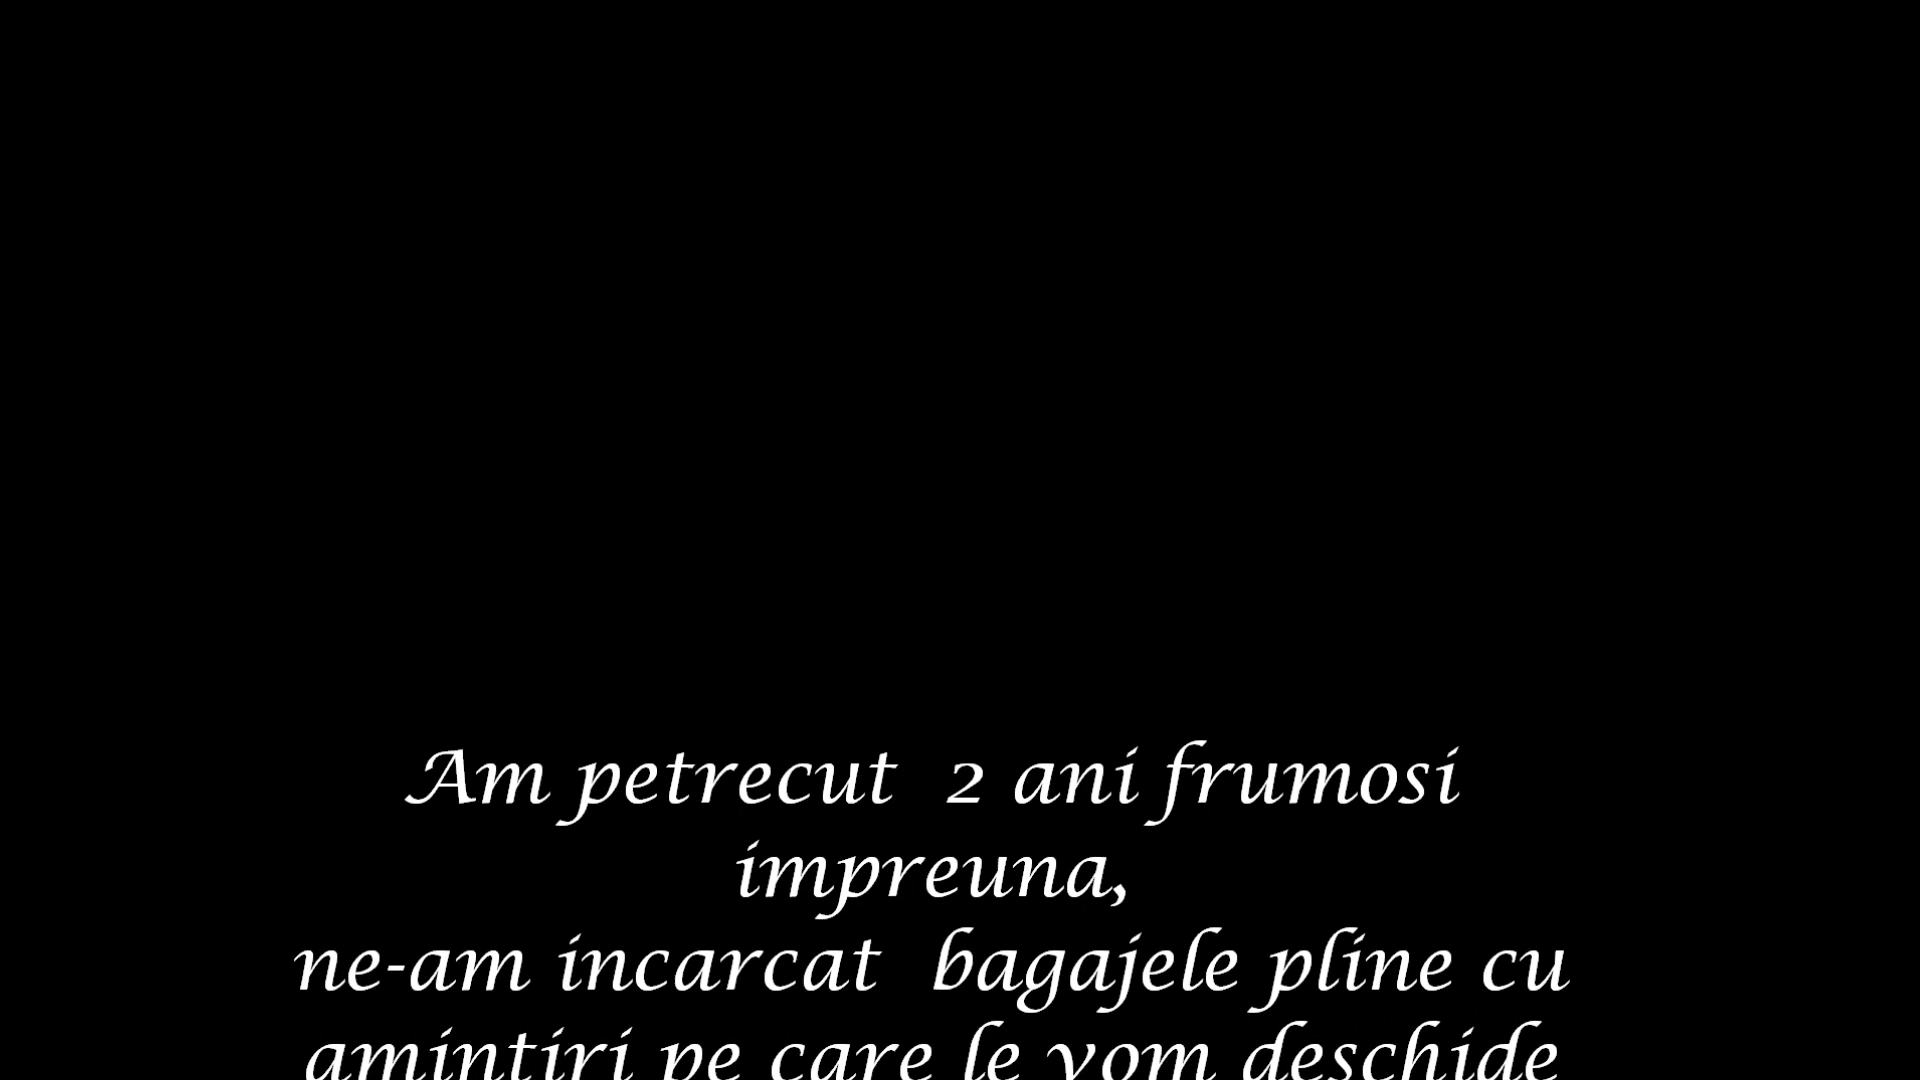 Am petrecut  2 ani frumosi
impreuna,
ne-am incarcat  bagajele pline cu
amintiri pe care le vom deschide